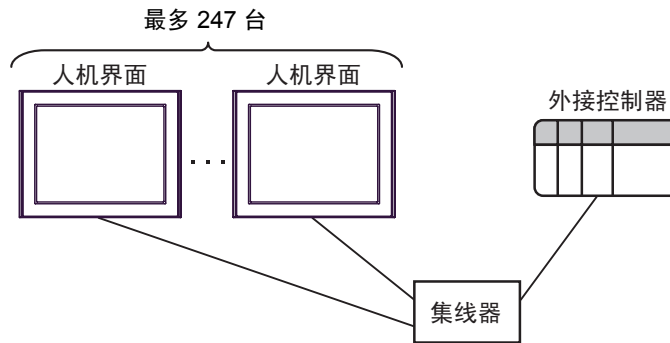 最多 247 台
人机界面
人机界面
外接控制器
集线器